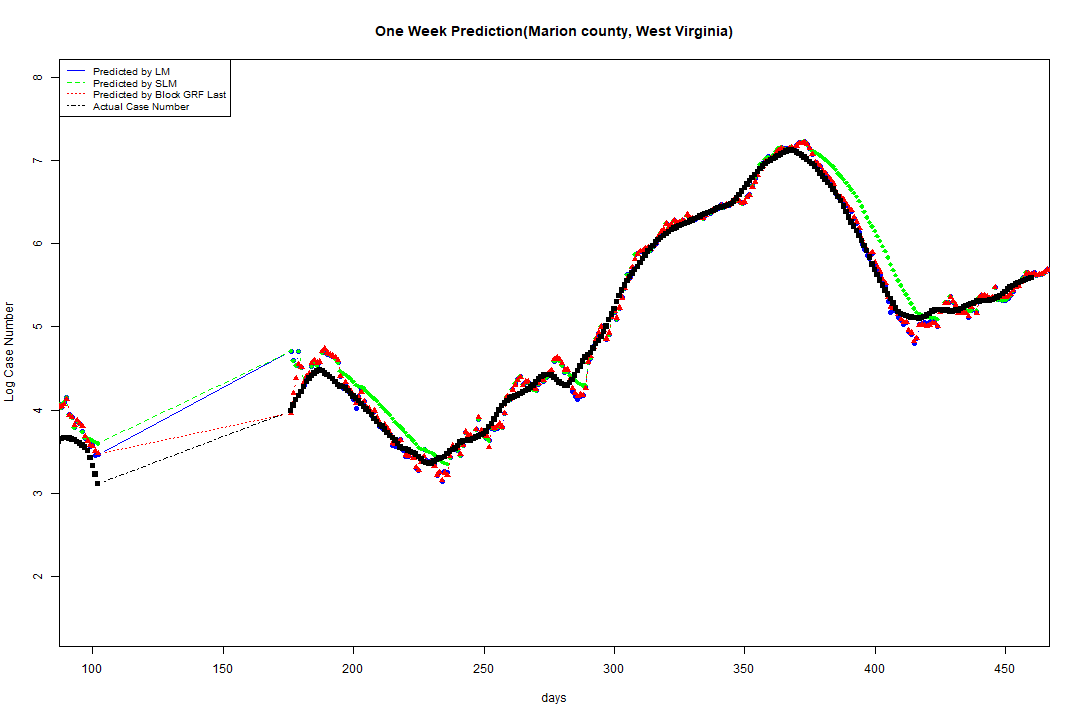 One Week Prediction(Marion county, West Virginia)
Predicted by LM
Predicted by SLM
Predicted by Block GRF Last
Actual Case Number
8
7
6
5
4
3
2
Log Case Number
100 150 200 250 300 350 400 450
days